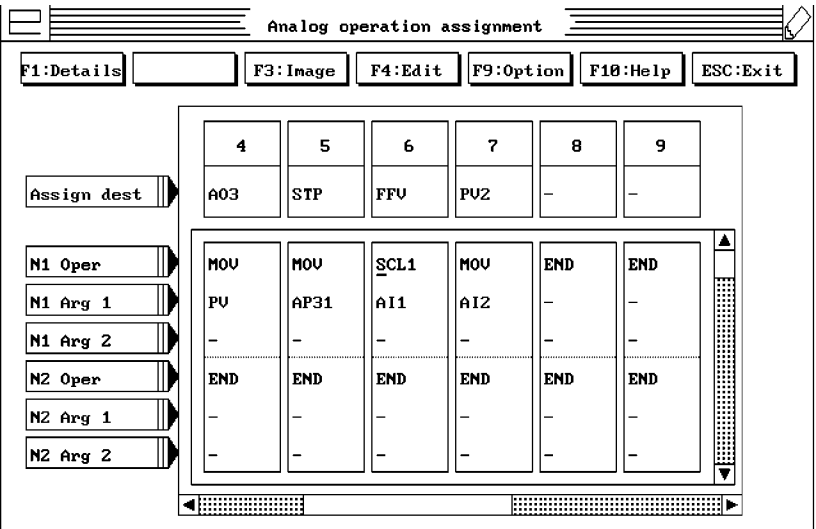 Analog operation assignment
F1:Details F3:Image F4:Edit F9:Option F10:Help ESC:Exit
4 5 6 7 8 9
Assign dest AO3 STP FFV PV2 - -
N1 Oper MOV MOV SCL1 MOV END END
N1 Arg 1 PV AP31 AI1 AI2 - -
N1 Arg 2 - - - - - -
N2 Oper END END END END END END
N2 Arg 1 - - - - - -
N2 Arg 2 - - - - - -